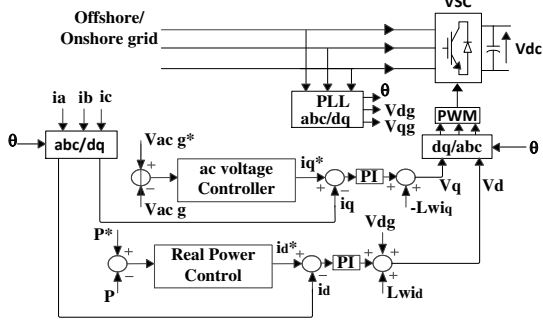 VSC
Offshore/
Onshore grid
Vdc
ia ib ic
θ
PLL
abc/dq
Vdg
Vqg
PWM
θ
abc/dq
dq/abc
θ
Vac g*
+
−
Vac g
ac voltage
Controller
iq*
+
−
iq
PI
+
+
-Lwiq
Vq
Vd
P*
+
−
P
Real Power
Control
id*
+
−
id
PI
Vdg
+
+
+
Lwid